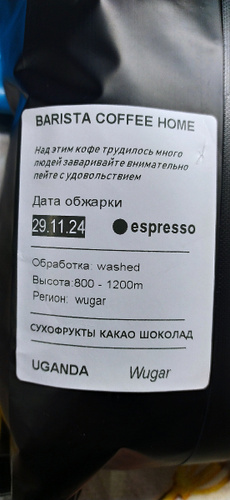 BARISTA COFFEE HOME
Над этим кофе трудилось много
людей заваривайте внимательно
пейте с удовольствием
Дата обжарки
29.11.24 espresso
Обработка: washed
Высота:800 - 1200m
Регион: wugar
СУХОФРУКТЫ КАКАО ШОКОЛАД
UGANDA Wugar